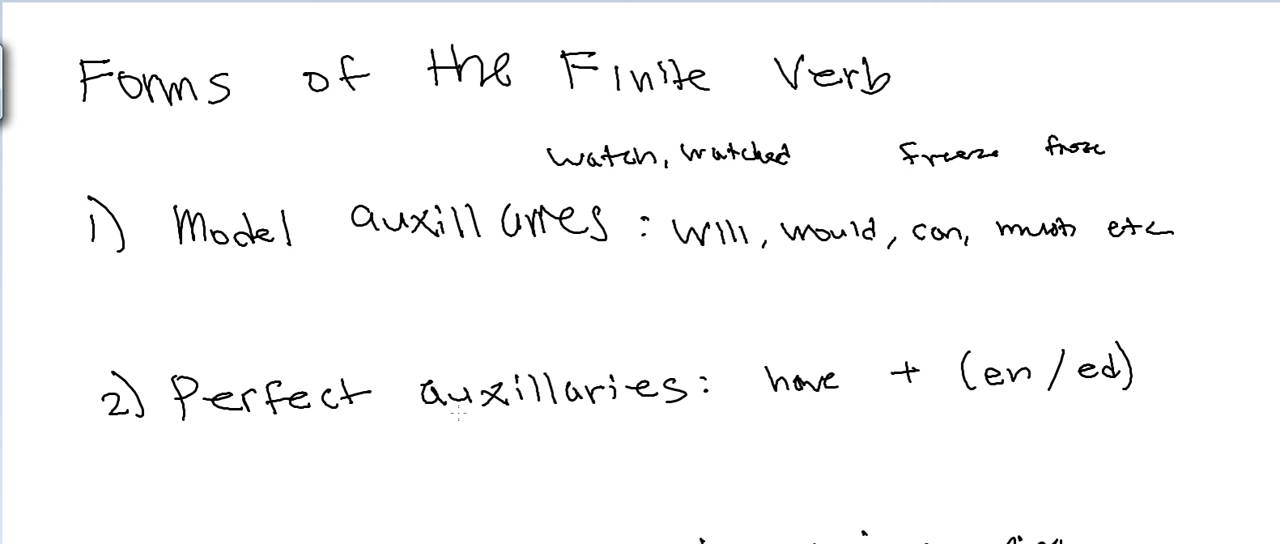 Forms of the Finite Verb
watch, watched freeze froze
1) Model auxillaries : will, would, can, must etc
2) Perfect auxillaries: have + (en/ed)